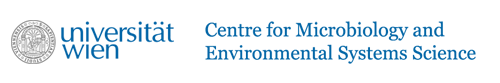 universität
wien
Centre for Microbiology and
Environmental Systems Science